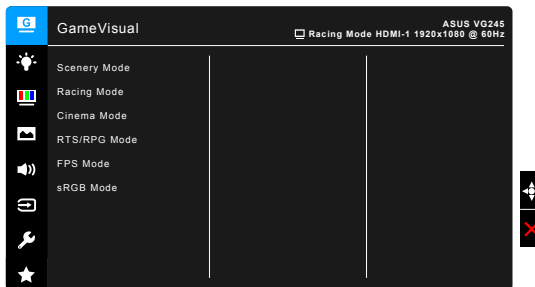 G
GameVisual
ASUS VG245
Racing Mode HDMI-1 1920x1080 @ 60Hz
Scenery Mode
Racing Mode
Cinema Mode
RTS/RPG Mode
FPS Mode
sRGB Mode